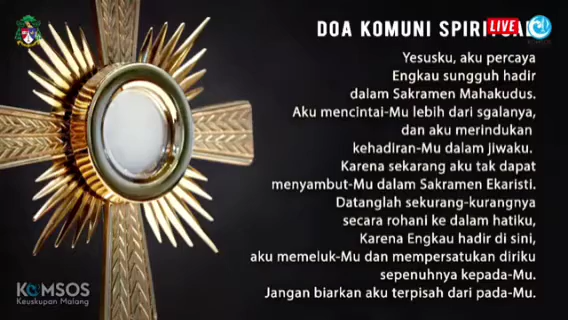 DOA KOMUNI SPIRITUAL
LIVE
Yesusku, aku percaya
Engkau sungguh hadir
dalam Sakramen Mahakudus.
Aku mencintai-Mu lebih dari sgalanya,
dan aku merindukan
kehadiran-Mu dalam jiwaku.
Karena sekarang aku tak dapat
menyambut-Mu dalam Sakramen Ekaristi.
Datanglah sekurang-kurangnya
secara rohani ke dalam hatiku,
Karena Engkau hadir di sini,
aku memeluk-Mu dan mempersatukan diriku
sepenuhnya kepada-Mu.
Jangan biarkan aku terpisah dari pada-Mu.
KOMSOS
Keuskupan Malang